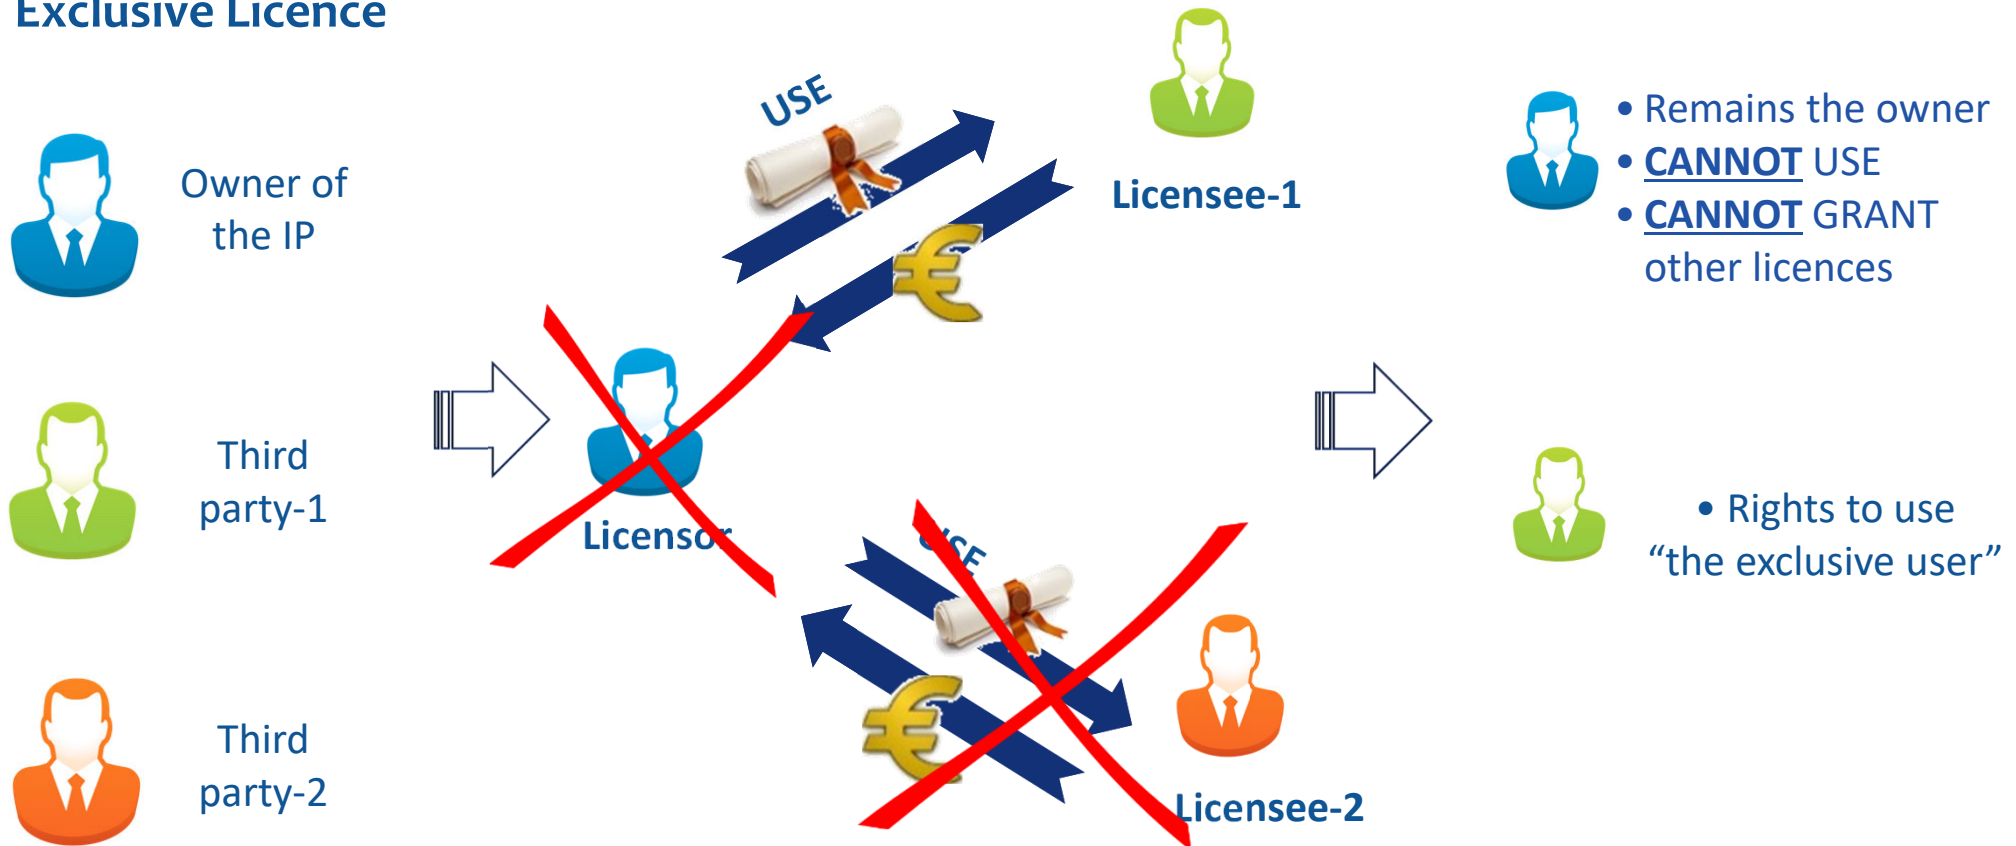 Exclusive Licence
Owner of
the IP
Third
party-1
Third
party-2
USE
Licensee-1
Licensor
USE
Licensee-2
• Remains the owner
• CANNOT USE
• CANNOT GRANT
other licences
• Rights to use
“the exclusive user”